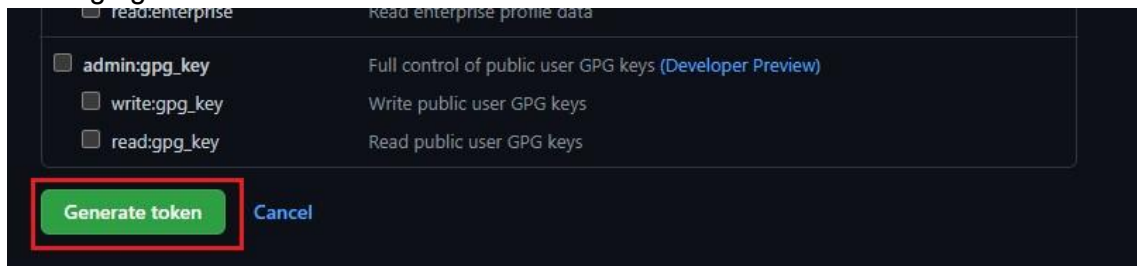 read:enterprise Read enterprise profile data
admin:gpg_key Full control of public user GPG keys (Developer Preview)
write:gpg_key Write public user GPG keys
read:gpg_key Read public user GPG keys
Generate token Cancel